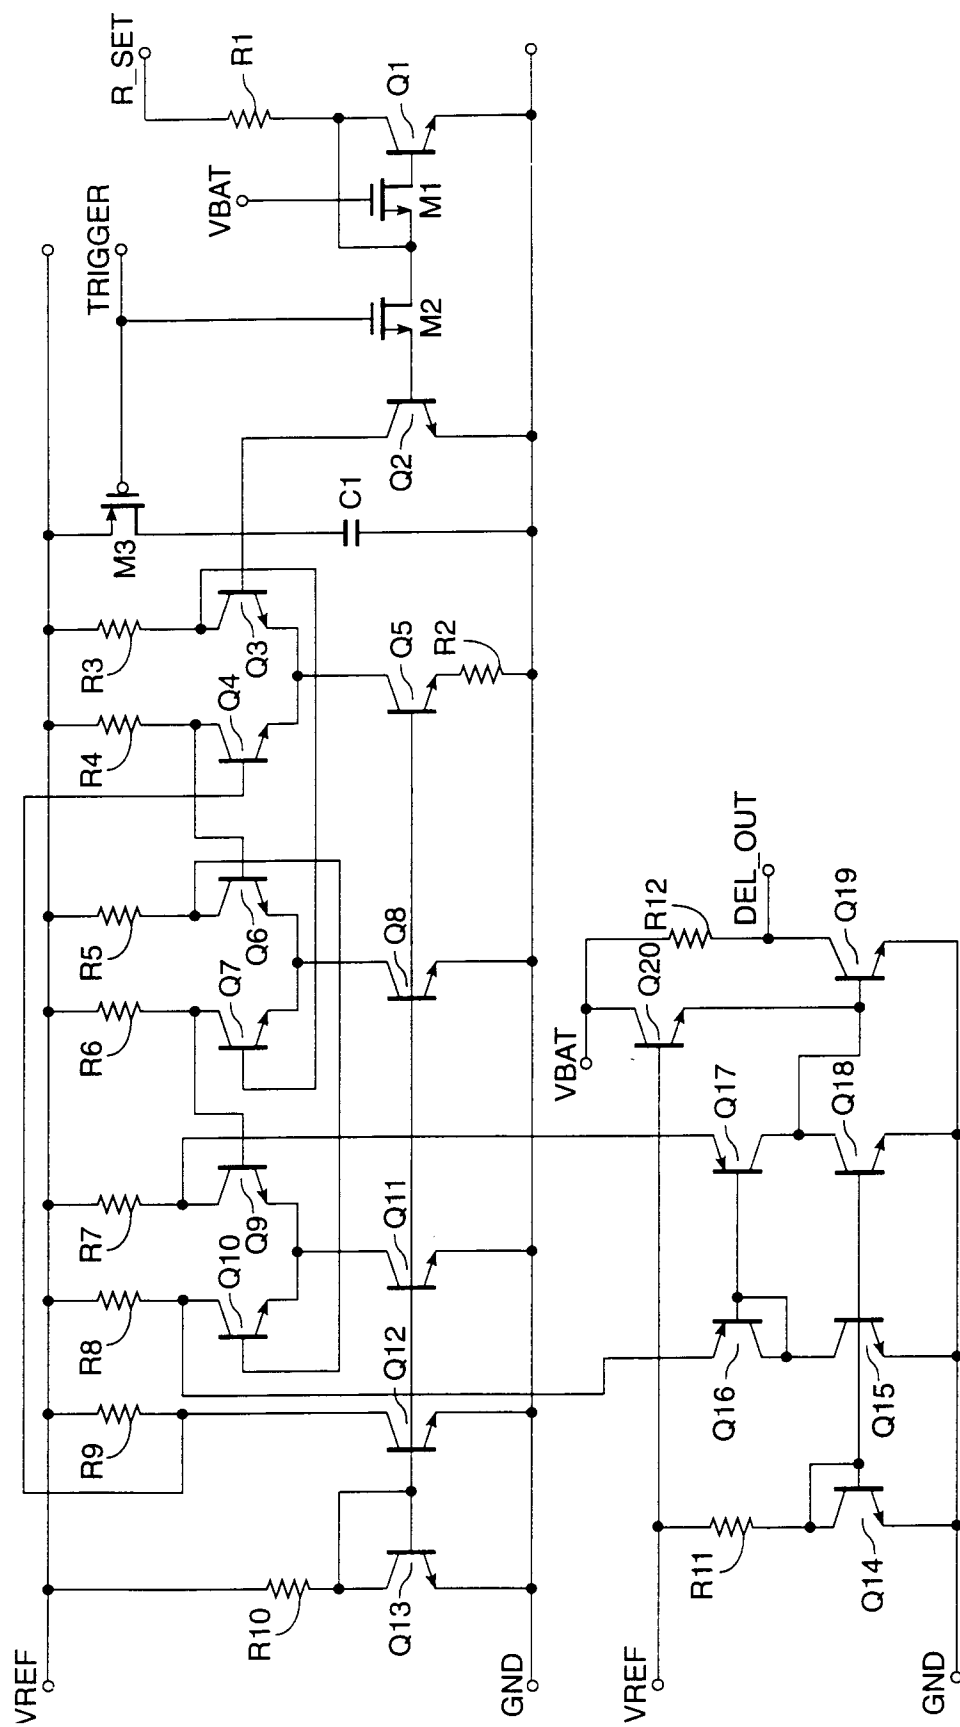 VREF
GND
R10
Q13
R9
Q12
R8
Q10
R7
Q9
Q11
R6
Q7
R5
Q6
Q8
R4
Q4
R3
Q3
Q5
R2
M3
C1
TRIGGER
Q2
M2
VBAT
M1
R_SET
R1
Q1
VREF
GND
R11
Q14
Q16
Q15
Q17
Q18
VBAT
Q20
R12
DEL_OUT
Q19